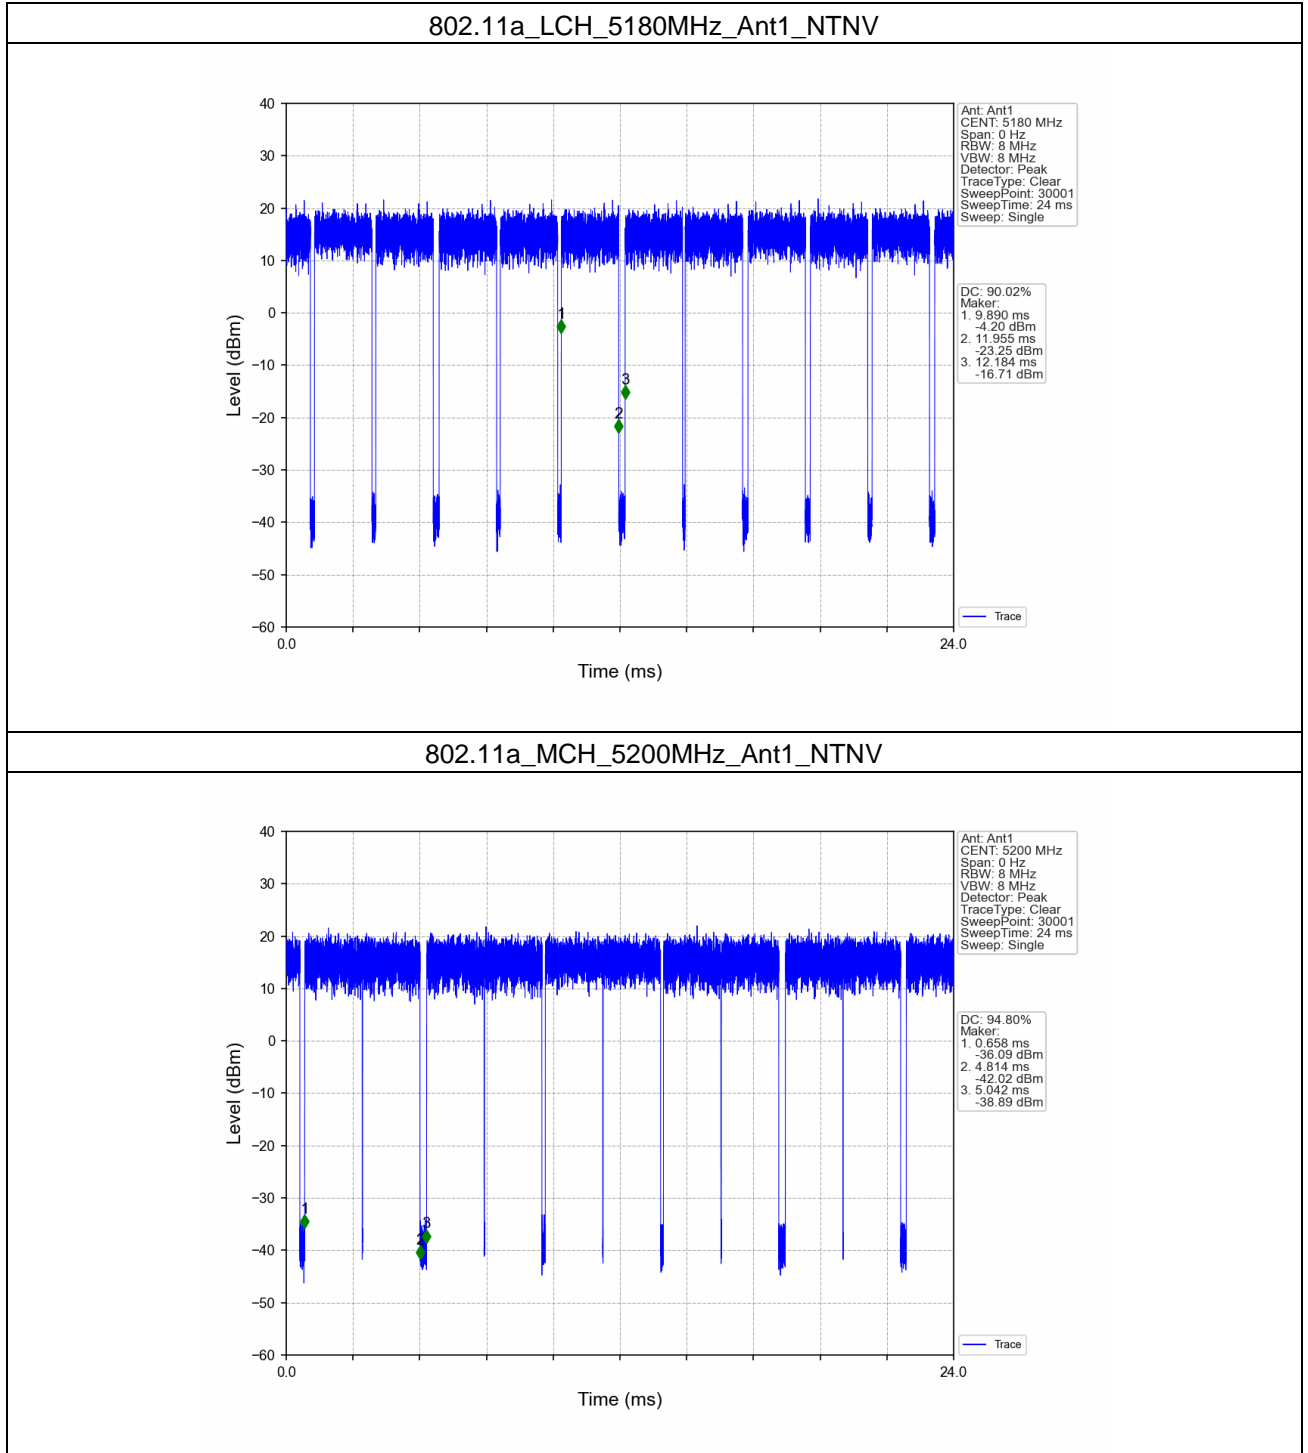 802.11a_LCH_5180MHz_Ant1_NTNV
40
30
20
10
0
−10
−20
−30
−40
−50
−60
Level (dBm)
0.0
24.0
Time (ms)
1
2
3
Ant: Ant1
CENT: 5180 MHz
Span: 0 Hz
RBW: 8 MHz
VBW: 8 MHz
Detector: Peak
TraceType: Clear
SweepPoint: 30001
SweepTime: 24 ms
Sweep: Single
DC: 90.02%
Maker:
1. 9.890 ms
-4.20 dBm
2. 11.955 ms
-23.25 dBm
3. 12.184 ms
-16.71 dBm
Trace
802.11a_MCH_5200MHz_Ant1_NTNV
40
30
20
10
0
−10
−20
−30
−40
−50
−60
Level (dBm)
0.0
24.0
Time (ms)
1
2
3
Ant: Ant1
CENT: 5200 MHz
Span: 0 Hz
RBW: 8 MHz
VBW: 8 MHz
Detector: Peak
TraceType: Clear
SweepPoint: 30001
SweepTime: 24 ms
Sweep: Single
DC: 94.80%
Maker:
1. 0.658 ms
-36.09 dBm
2. 4.814 ms
-42.02 dBm
3. 5.042 ms
-38.89 dBm
Trace